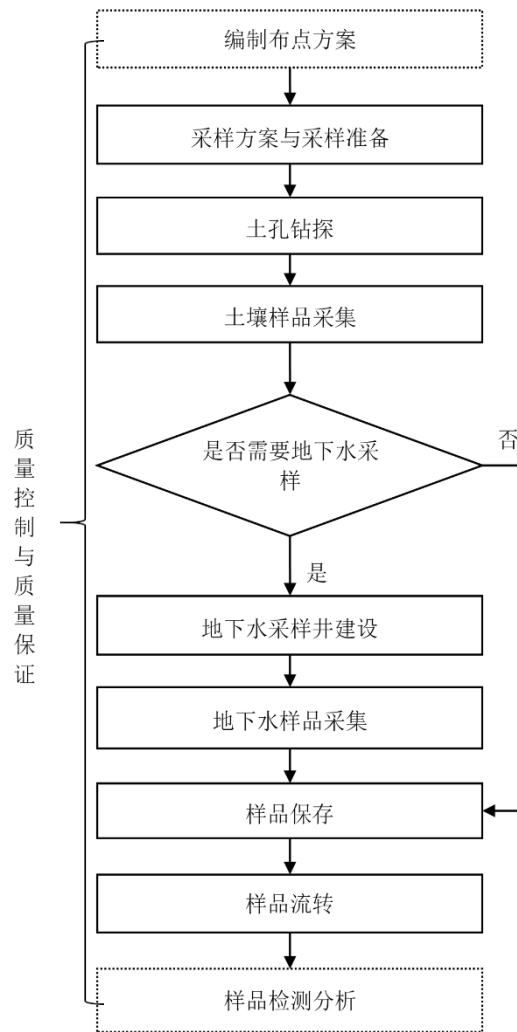 编制布点方案
采样方案与采样准备
土孔钻探
土壤样品采集
是否需要地下水采
样
否
是
地下水采样井建设
地下水样品采集
样品保存
样品流转
样品检测分析
质量控制与质量保证